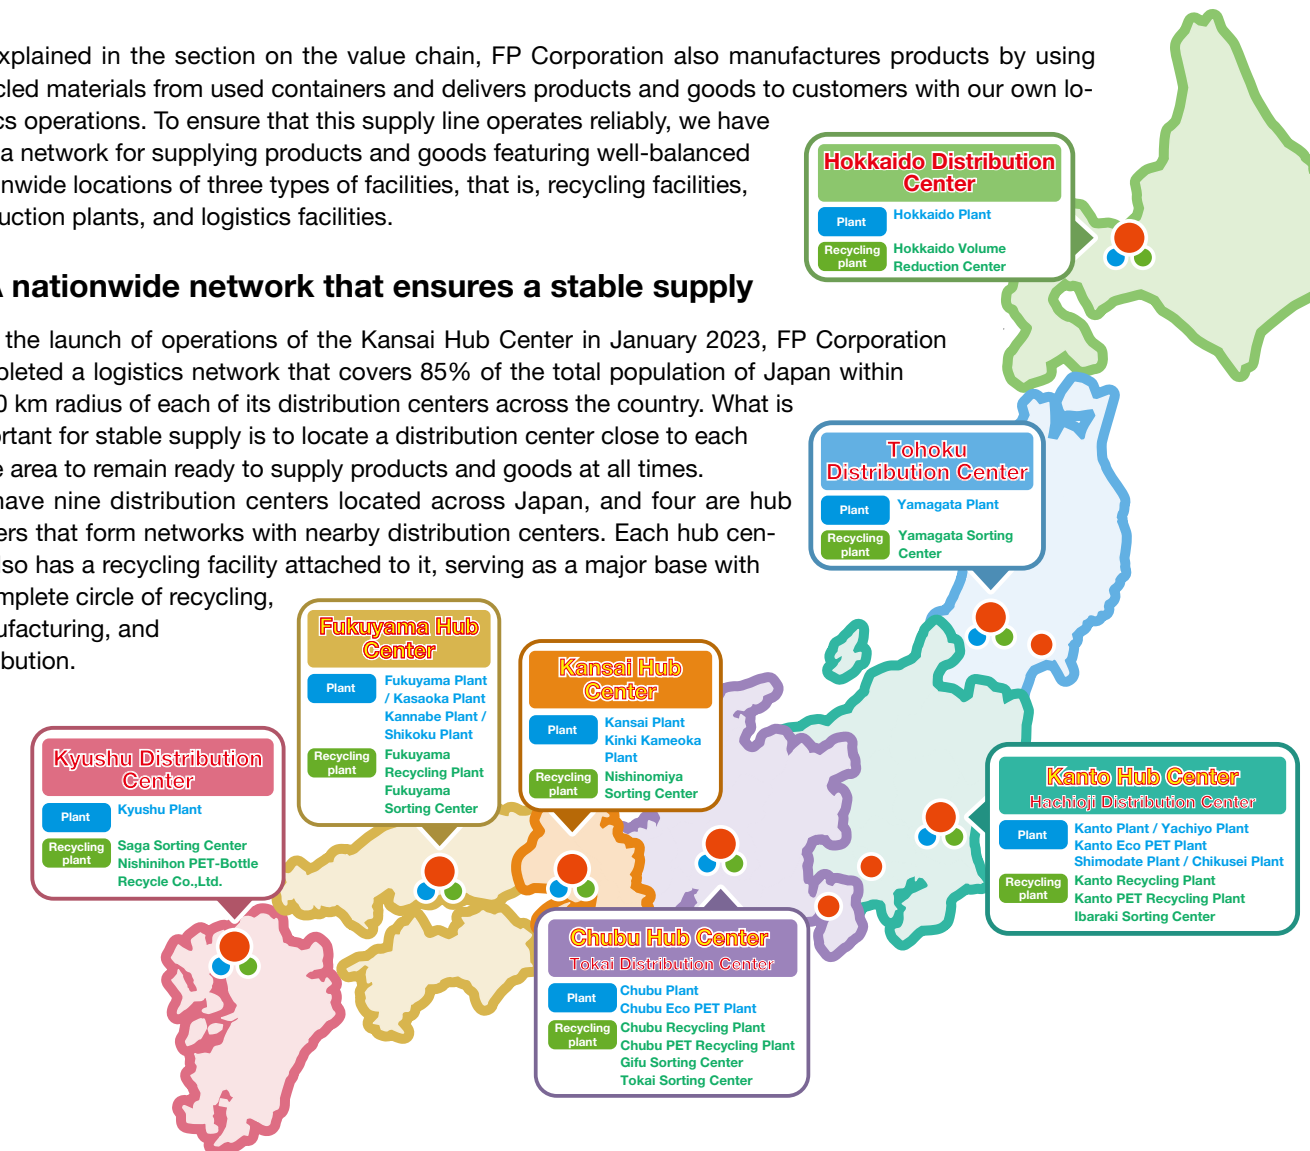 xplained in the section on the value chain, FP Corporation also manufactures products by using
cled materials from used containers and delivers products and goods to customers with our own lo-
cs operations. To ensure that this supply line operates reliably, we have
a network for supplying products and goods featuring well-balanced
nwide locations of three types of facilities, that is, recycling facilities,
uction plants, and logistics facilities.
A nationwide network that ensures a stable supply
the launch of operations of the Kansai Hub Center in January 2023, FP Corporation
pleted a logistics network that covers 85% of the total population of Japan within
0 km radius of each of its distribution centers across the country. What is
ortant for stable supply is to locate a distribution center close to each
e area to remain ready to supply products and goods at all times.
have nine distribution centers located across Japan, and four are hub
ers that form networks with nearby distribution centers. Each hub cen-
lso has a recycling facility attached to it, serving as a major base with
mplete circle of recycling,
ufacturing, and
ibution.
Hokkaido Distribution
Center
Plant
Hokkaido Plant
Recycling
plant
Hokkaido Volume
Reduction Center
Tohoku
Distribution Center
Plant
Yamagata Plant
Recycling
plant
Yamagata Sorting
Center
Fukuyama Hub
Center
Plant
Fukuyama Plant
/ Kasaoka Plant
Kannabe Plant /
Shikoku Plant
Recycling
plant
Fukuyama
Recycling Plant
Fukuyama
Sorting Center
Kansai Hub
Center
Plant
Kansai Plant
Kinki Kameoka
Plant
Recycling
plant
Nishinomiya
Sorting Center
Kyushu Distribution
Center
Plant
Kyushu Plant
Recycling
plant
Saga Sorting Center
Nishinihon PET-Bottle
Recycle Co.,Ltd.
Kanto Hub Center
Hachioji Distribution Center
Plant
Kanto Plant / Yachiyo Plant
Kanto Eco PET Plant
Shimodate Plant / Chikusei Plant
Recycling
plant
Kanto Recycling Plant
Kanto PET Recycling Plant
Ibaraki Sorting Center
Chubu Hub Center
Tokai Distribution Center
Plant
Chubu Plant
Chubu Eco PET Plant
Recycling
plant
Chubu Recycling Plant
Chubu PET Recycling Plant
Gifu Sorting Center
Tokai Sorting Center